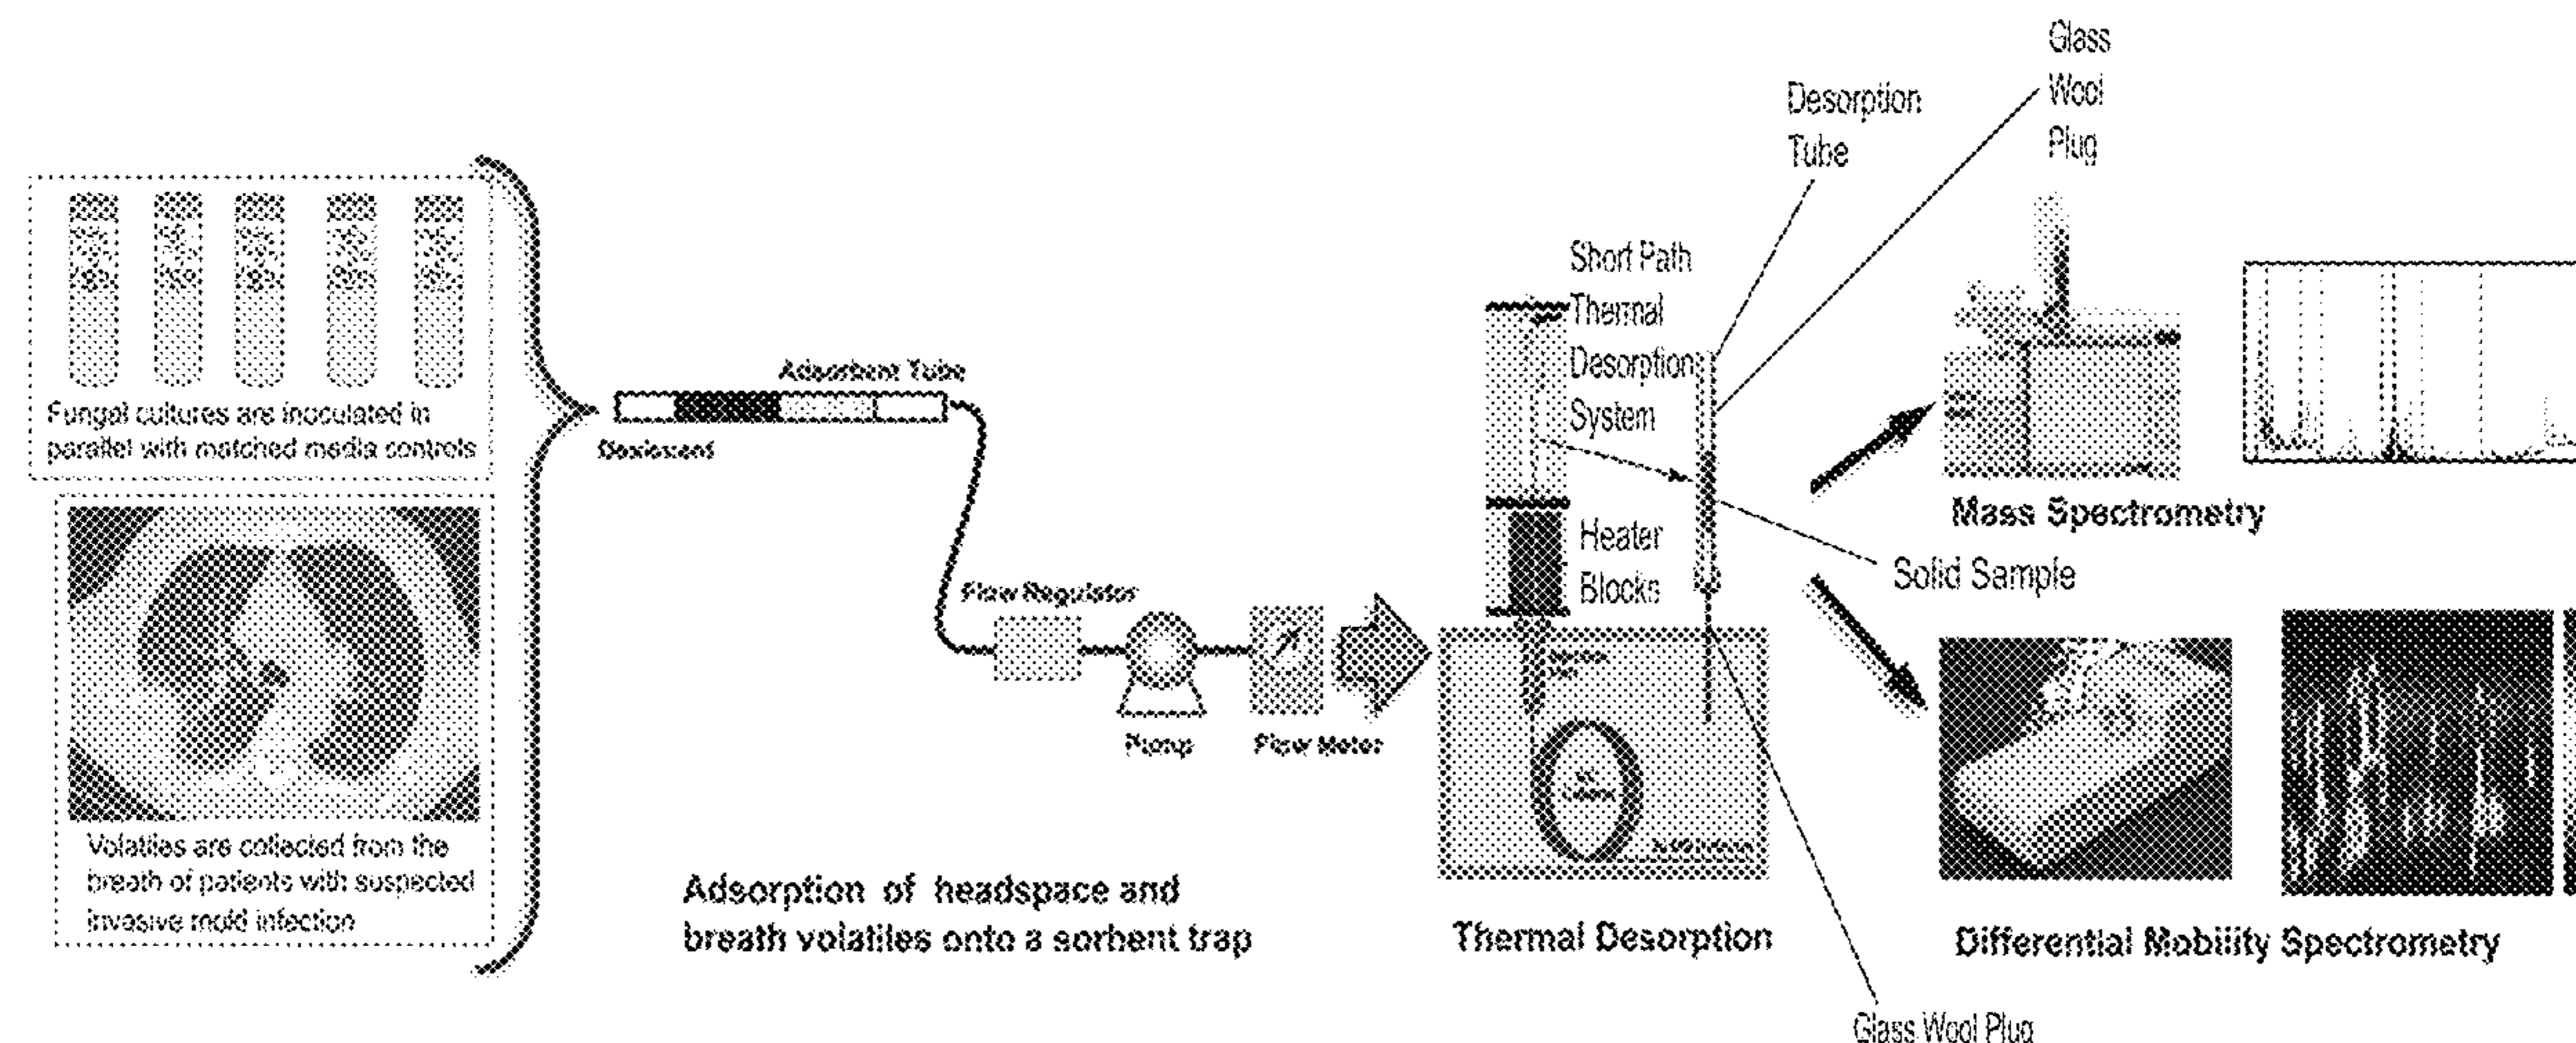 Fungal cultures are inoculated in
parallel with matched media controls
Volatiles are collected from the
breath of patients with suspected
invasive mold infection
Adsorbent Tube
Desiccant
Flow Regulator
Pump
Flow Meter
Adsorption of headspace and
breath volatiles onto a sorbent trap
Short Path
Thermal
Desorption
System
Heater
Blocks
Desorption
Tube
Glass
Wool
Plug
Solid Sample
Glass Wool Plug
Thermal Desorption
Mass Spectrometry
Differential Mobility Spectrometry